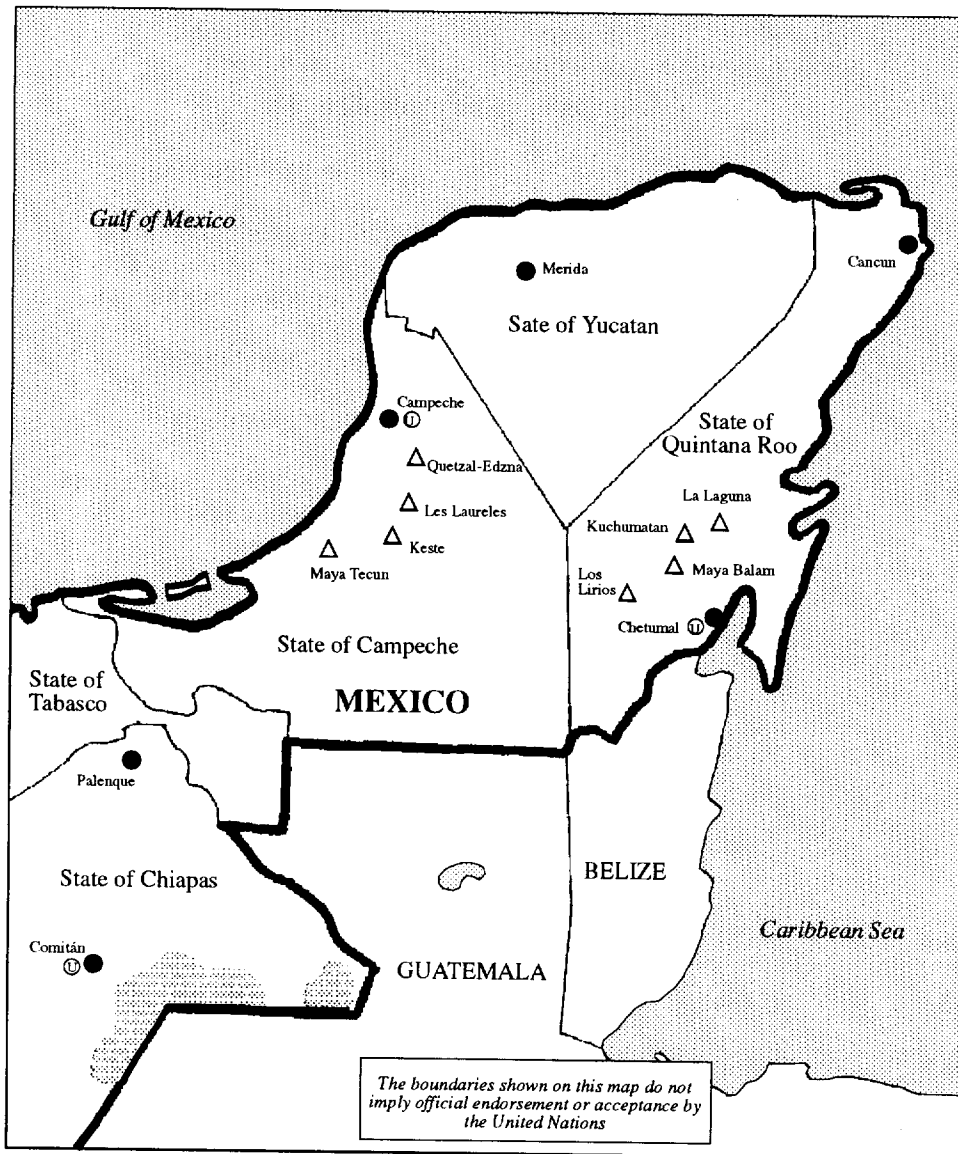 Gulf of Mexico
Merida
Cancun
Sate of Yucatan
Campeche
U
State of
Quintana Roo
Quetzal-Edzna
La Laguna
Les Laureles
Kuchumatan
Keste
Maya Tecun
Maya Balam
Los
Lirios
Chetumal
U
State of Campeche
State of
Tabasco
MEXICO
Palenque
State of Chiapas
BELIZE
Caribbean Sea
Comitán
U
GUATEMALA
The boundaries shown on this map do not
imply official endorsement or acceptance by
the United Nations